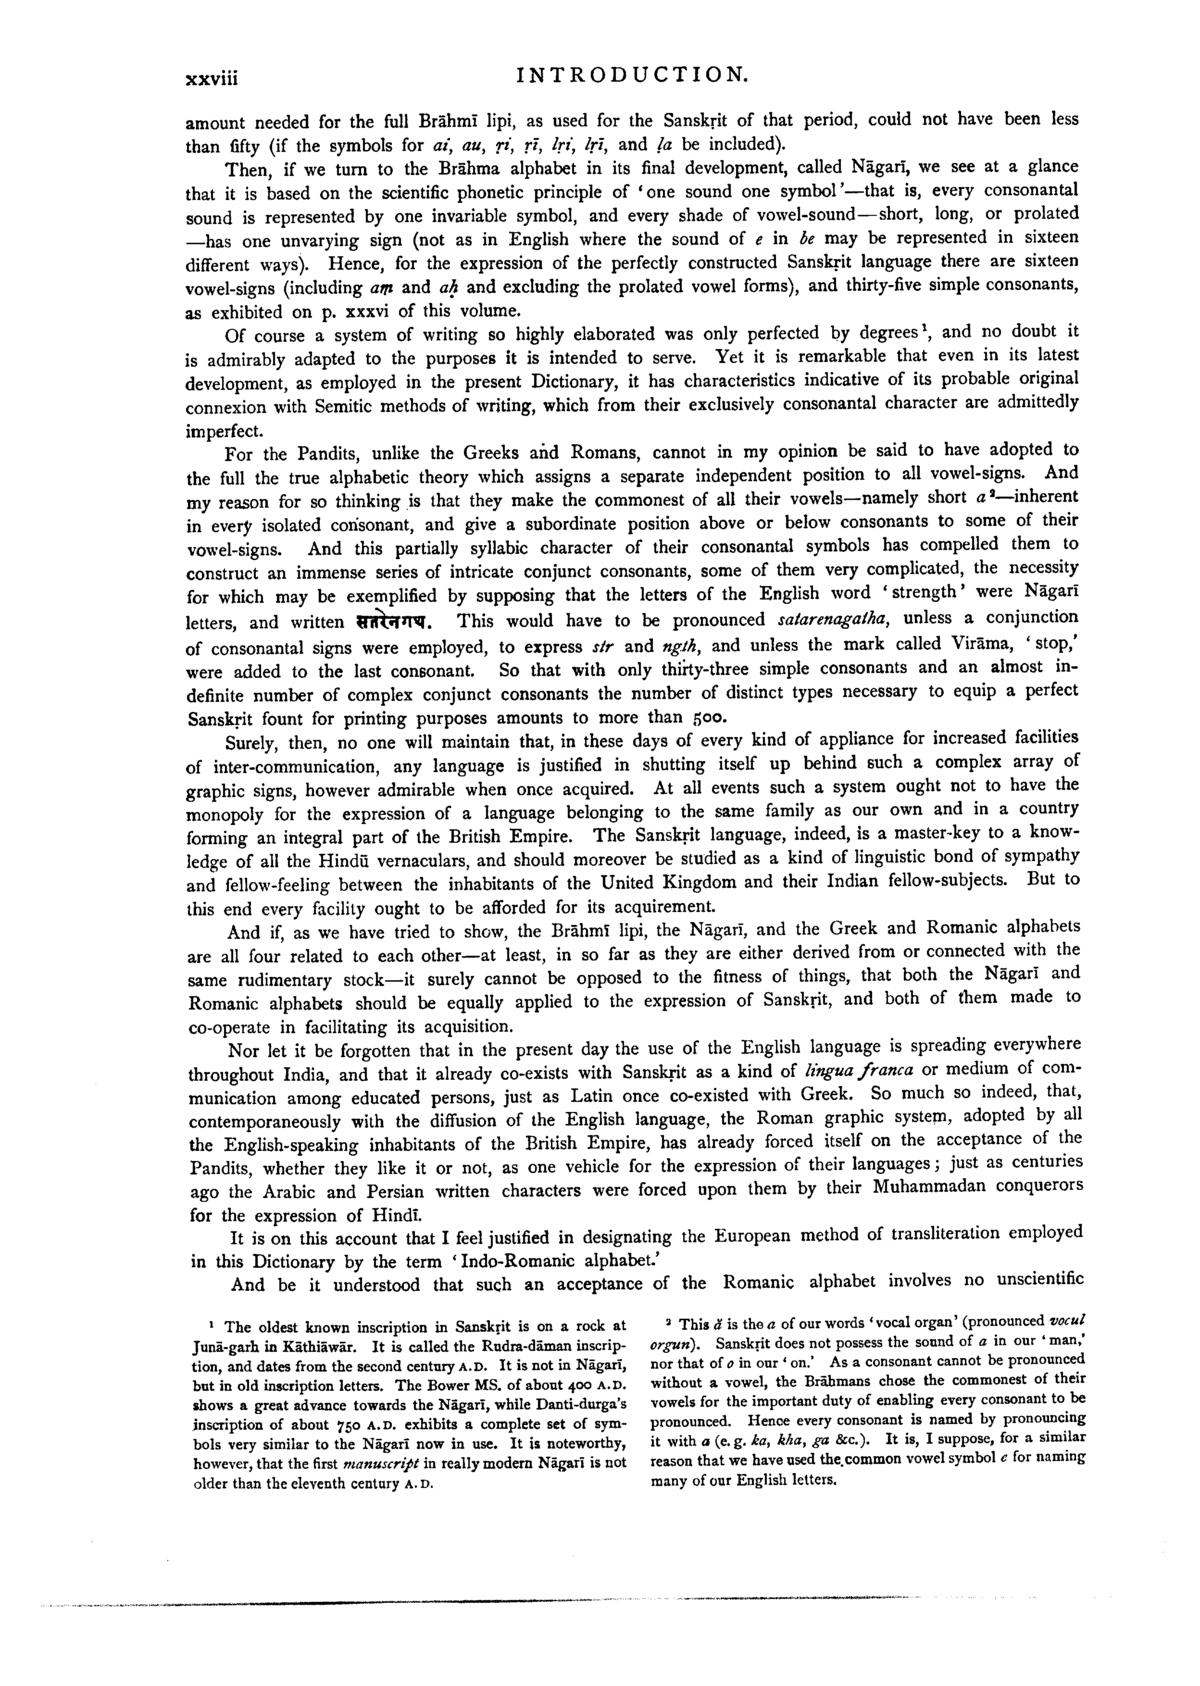 xxviii
INTRODUCTION.
amount needed for the full Brāhmī lipi, as used for the Sanskṛit of that period, could not have been less
than fifty (if the symbols for ai, au, ṛi, ṛī, lṛi, lṛī, and ḷa be included).
Then, if we turn to the Brāhma alphabet in its final development, called Nāgarī, we see at a glance
that it is based on the scientific phonetic principle of ‘one sound one symbol’—that is, every consonantal
sound is represented by one invariable symbol, and every shade of vowel-sound—short, long, or prolated
—has one unvarying sign (not as in English where the sound of e in be may be represented in sixteen
different ways). Hence, for the expression of the perfectly constructed Sanskṛit language there are sixteen
vowel-signs (including aṃ and aḥ and excluding the prolated vowel forms), and thirty-five simple consonants,
as exhibited on p. xxxvi of this volume.
Of course a system of writing so highly elaborated was only perfected by degrees¹, and no doubt it
is admirably adapted to the purposes it is intended to serve. Yet it is remarkable that even in its latest
development, as employed in the present Dictionary, it has characteristics indicative of its probable original
connexion with Semitic methods of writing, which from their exclusively consonantal character are admittedly
imperfect.
For the Pandits, unlike the Greeks and Romans, cannot in my opinion be said to have adopted to
the full the true alphabetic theory which assigns a separate independent position to all vowel-signs. And
my reason for so thinking is that they make the commonest of all their vowels—namely short a²—inherent
in every isolated consonant, and give a subordinate position above or below consonants to some of their
vowel-signs. And this partially syllabic character of their consonantal symbols has compelled them to
construct an immense series of intricate conjunct consonants, some of them very complicated, the necessity
for which may be exemplified by supposing that the letters of the English word ‘strength’ were Nāgarī
letters, and written सतरेनगथ. This would have to be pronounced satarenagatha, unless a conjunction
of consonantal signs were employed, to express str and ngth, and unless the mark called Virāma, ‘stop,’
were added to the last consonant. So that with only thirty-three simple consonants and an almost in-
definite number of complex conjunct consonants the number of distinct types necessary to equip a perfect
Sanskṛit fount for printing purposes amounts to more than 500.
Surely, then, no one will maintain that, in these days of every kind of appliance for increased facilities
of inter-communication, any language is justified in shutting itself up behind such a complex array of
graphic signs, however admirable when once acquired. At all events such a system ought not to have the
monopoly for the expression of a language belonging to the same family as our own and in a country
forming an integral part of the British Empire. The Sanskṛit language, indeed, is a master-key to a know-
ledge of all the Hindū vernaculars, and should moreover be studied as a kind of linguistic bond of sympathy
and fellow-feeling between the inhabitants of the United Kingdom and their Indian fellow-subjects. But to
this end every facility ought to be afforded for its acquirement.
And if, as we have tried to show, the Brāhmī lipi, the Nāgarī, and the Greek and Romanic alphabets
are all four related to each other—at least, in so far as they are either derived from or connected with the
same rudimentary stock—it surely cannot be opposed to the fitness of things, that both the Nāgarī and
Romanic alphabets should be equally applied to the expression of Sanskṛit, and both of them made to
co-operate in facilitating its acquisition.
Nor let it be forgotten that in the present day the use of the English language is spreading everywhere
throughout India, and that it already co-exists with Sanskṛit as a kind of lingua franca or medium of com-
munication among educated persons, just as Latin once co-existed with Greek. So much so indeed, that,
contemporaneously with the diffusion of the English language, the Roman graphic system, adopted by all
the English-speaking inhabitants of the British Empire, has already forced itself on the acceptance of the
Pandits, whether they like it or not, as one vehicle for the expression of their languages; just as centuries
ago the Arabic and Persian written characters were forced upon them by their Muhammadan conquerors
for the expression of Hindī.
It is on this account that I feel justified in designating the European method of transliteration employed
in this Dictionary by the term ‘Indo-Romanic alphabet.’
And be it understood that such an acceptance of the Romanic alphabet involves no unscientific
¹ The oldest known inscription in Sanskṛit is on a rock at
Junā-garh in Kāthiāwār. It is called the Rudra-dāman inscrip-
tion, and dates from the second century A.D. It is not in Nāgarī,
but in old inscription letters. The Bower MS. of about 400 A.D.
shows a great advance towards the Nāgarī, while Danti-durga’s
inscription of about 750 A.D. exhibits a complete set of sym-
bols very similar to the Nāgarī now in use. It is noteworthy,
however, that the first manuscript in really modern Nāgarī is not
older than the eleventh century A.D.
² This ă is the a of our words ‘vocal organ’ (pronounced vocul
orgun). Sanskṛit does not possess the sound of a in our ‘man,’
nor that of o in our ‘on.’ As a consonant cannot be pronounced
without a vowel, the Brāhmans chose the commonest of their
vowels for the important duty of enabling every consonant to be
pronounced. Hence every consonant is named by pronouncing
it with a (e. g. ka, kha, ga &c.). It is, I suppose, for a similar
reason that we have used the common vowel symbol e for naming
many of our English letters.